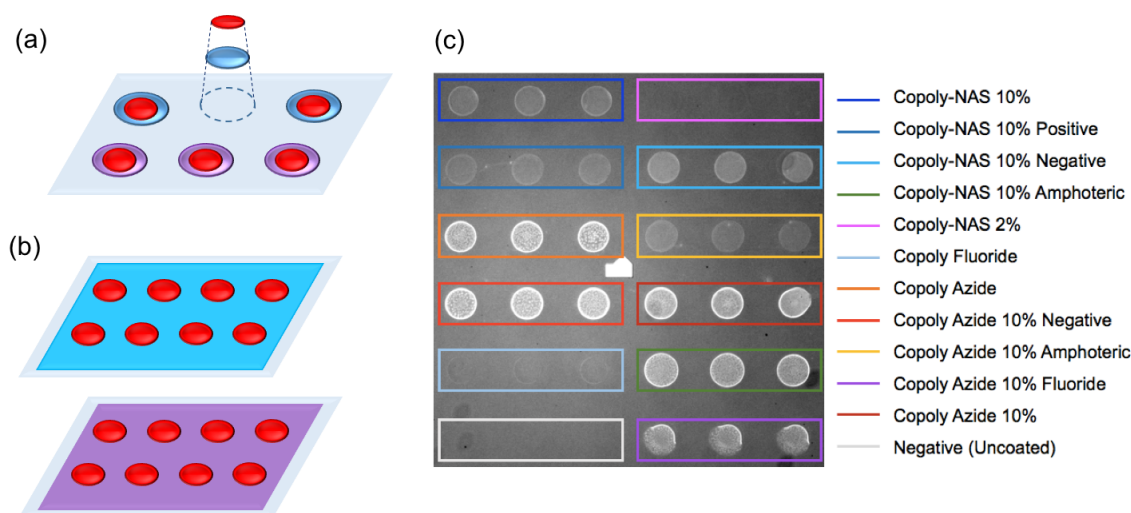 (a)
(b)
(c)
Copoly-NAS 10%
Copoly-NAS 10% Positive
Copoly-NAS 10% Negative
Copoly-NAS 10% Amphoteric
Copoly-NAS 2%
Copoly Fluoride
Copoly Azide
Copoly Azide 10% Negative
Copoly Azide 10% Amphoteric
Copoly Azide 10% Fluoride
Copoly Azide 10%
Negative (Uncoated)